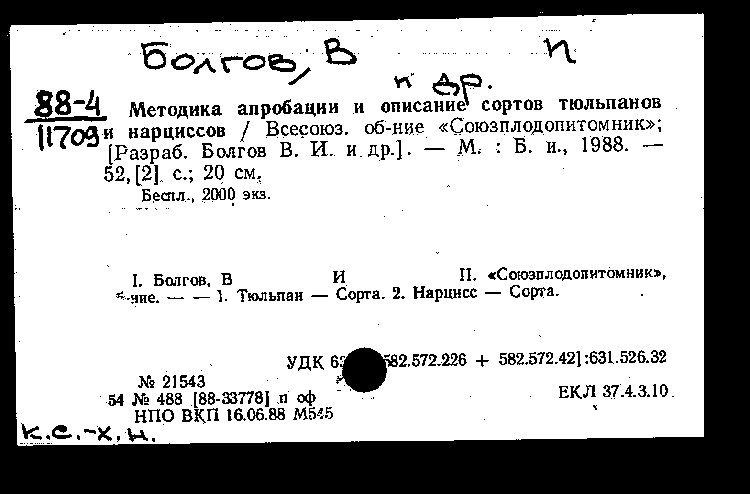 Болгов, В И
и др.
88-4
11709
Методика апробации и описание сортов тюльпанов
и нарциссов / Всесоюз. об-ние «Союзплодопитомник»;
[Разраб. Болгов В. И. и др.]. — М. : Б. и., 1988. —
52,[2] с.; 20 см.
Беспл., 2000 экз.
I. Болгов, В И II. «Союзплодопитомник»,
-ние. — — 1. Тюльпан — Сорта. 2. Нарцисс — Сорта.
УДК 582.572.226 + 582.572.42]:631.526.32
№ 21543
54 № 488 [88-33778] п оф ЕКЛ 37.4.3.10
НПО ВКП 16.06.88 М545
к.с.-х.н.